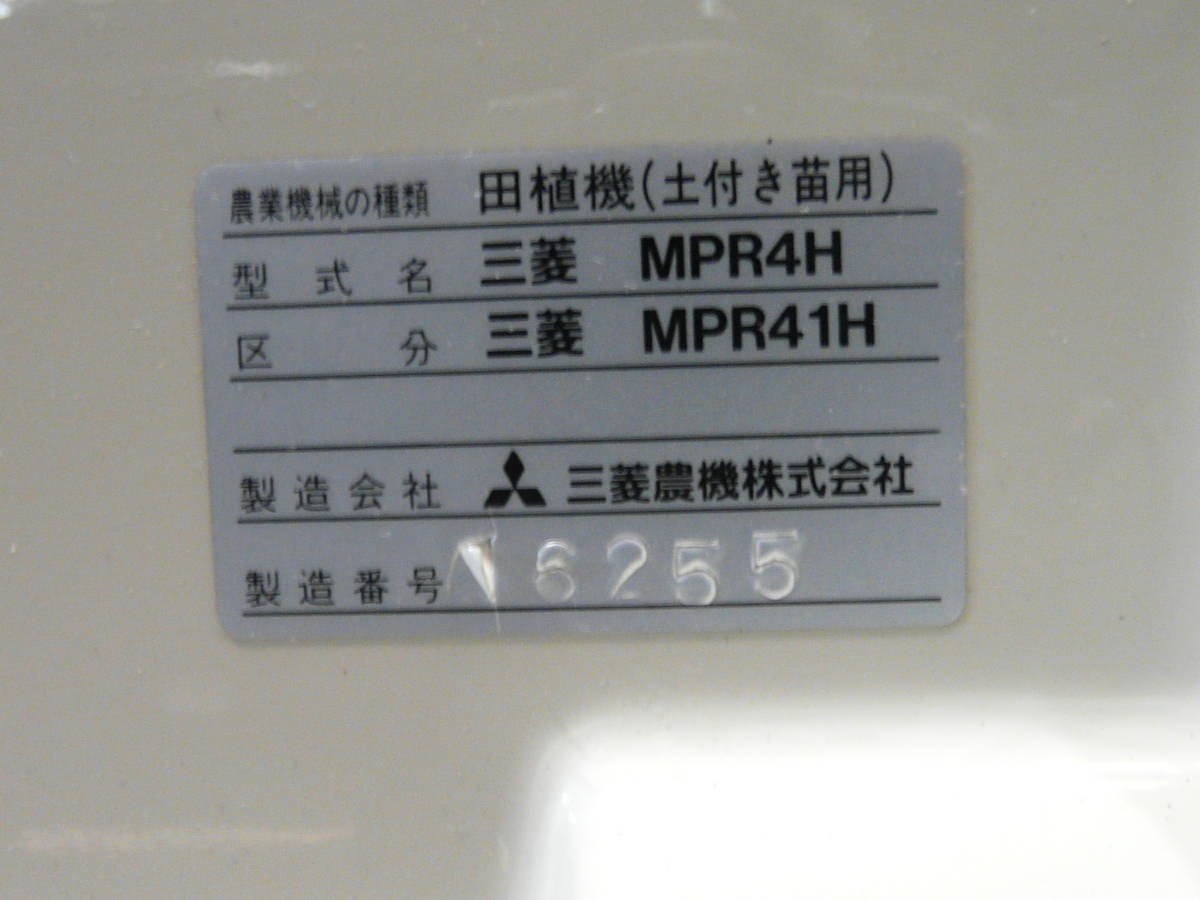 農業機械の種類 田植機(土付き苗用)
型式名 三菱 MPR4H
区分 三菱 MPR41H
製造会社 三菱農機株式会社
製造番号 6255